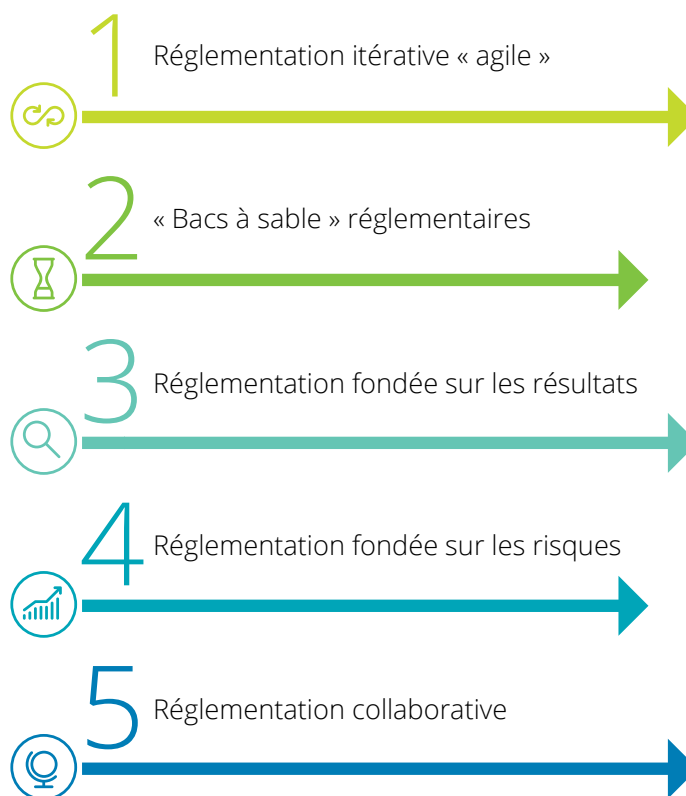 1
Réglementation itérative « agile »
2
« Bacs à sable » réglementaires
3
Réglementation fondée sur les résultats
4
Réglementation fondée sur les risques
5
Réglementation collaborative